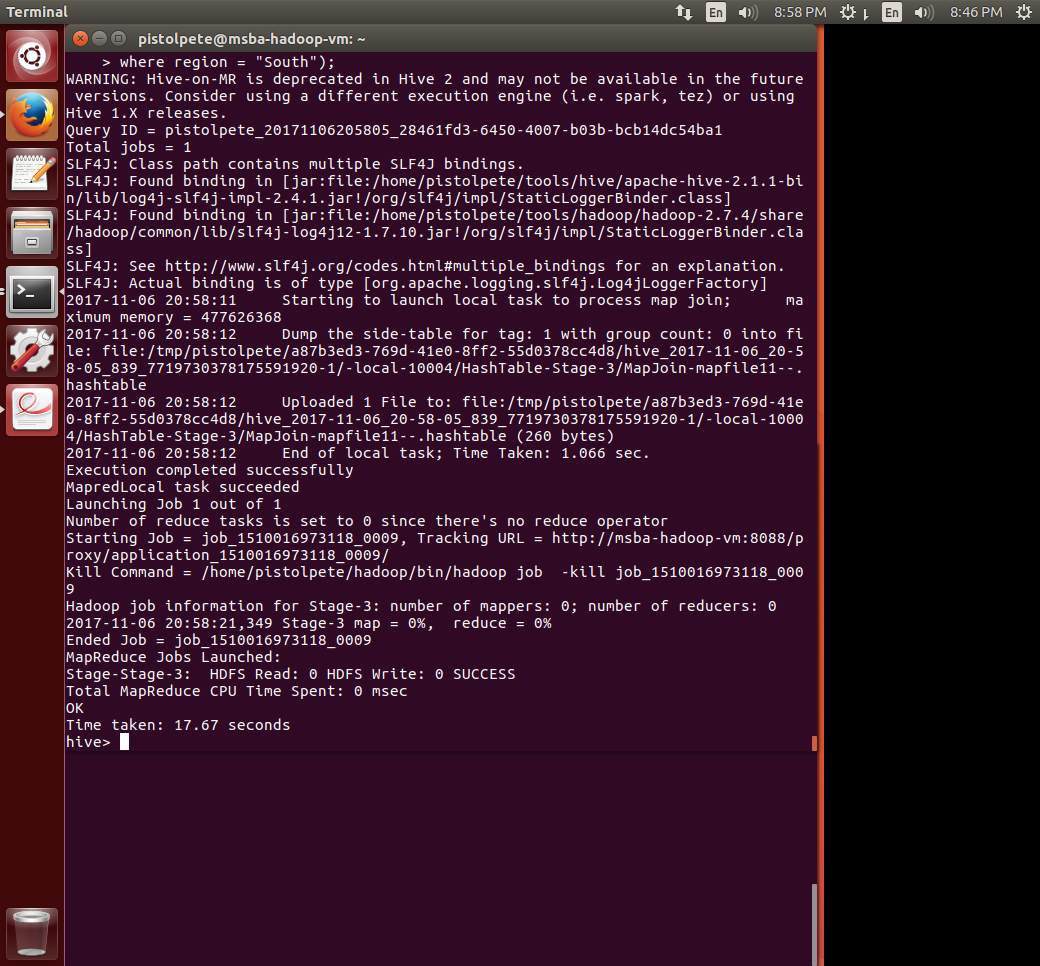 Terminal
En
8:58 PM
En
8:46 PM
pistolpete@msba-hadoop-vm: ~
> where region = "South");
WARNING: Hive-on-MR is deprecated in Hive 2 and may not be available in the future
versions. Consider using a different execution engine (i.e. spark, tez) or using
Hive 1.X releases.
Query ID = pistolpete_20171106205805_28461fd3-6450-4007-b03b-bcb14dc54ba1
Total jobs = 1
SLF4J: Class path contains multiple SLF4J bindings.
SLF4J: Found binding in [jar:file:/home/pistolpete/tools/hive/apache-hive-2.1.1-bi
n/lib/log4j-slf4j-impl-2.4.1.jar!/org/slf4j/impl/StaticLoggerBinder.class]
SLF4J: Found binding in [jar:file:/home/pistolpete/tools/hadoop/hadoop-2.7.4/share
/hadoop/common/lib/slf4j-log4j12-1.7.10.jar!/org/slf4j/impl/StaticLoggerBinder.cla
ss]
SLF4J: See http://www.slf4j.org/codes.html#multiple_bindings for an explanation.
SLF4J: Actual binding is of type [org.apache.logging.slf4j.Log4jLoggerFactory]
2017-11-06 20:58:11     Starting to launch local task to process map join;      ma
ximum memory = 477626368
2017-11-06 20:58:12     Dump the side-table for tag: 1 with group count: 0 into fi
le: file:/tmp/pistolpete/a87b3ed3-769d-41e0-8ff2-55d0378cc4d8/hive_2017-11-06_20-5
8-05_839_7719730378175591920-1/-local-10004/HashTable-Stage-3/MapJoin-mapfile11--.
hashtable
2017-11-06 20:58:12     Uploaded 1 File to: file:/tmp/pistolpete/a87b3ed3-769d-41e
0-8ff2-55d0378cc4d8/hive_2017-11-06_20-58-05_839_7719730378175591920-1/-local-1000
4/HashTable-Stage-3/MapJoin-mapfile11--.hashtable (260 bytes)
2017-11-06 20:58:12     End of local task; Time Taken: 1.066 sec.
Execution completed successfully
MapredLocal task succeeded
Launching Job 1 out of 1
Number of reduce tasks is set to 0 since there's no reduce operator
Starting Job = job_1510016973118_0009, Tracking URL = http://msba-hadoop-vm:8088/p
roxy/application_1510016973118_0009/
Kill Command = /home/pistolpete/hadoop/bin/hadoop job  -kill job_1510016973118_000
9
Hadoop job information for Stage-3: number of mappers: 0; number of reducers: 0
2017-11-06 20:58:21,349 Stage-3 map = 0%,  reduce = 0%
Ended Job = job_1510016973118_0009
MapReduce Jobs Launched:
Stage-Stage-3:  HDFS Read: 0 HDFS Write: 0 SUCCESS
Total MapReduce CPU Time Spent: 0 msec
OK
Time taken: 17.67 seconds
hive>